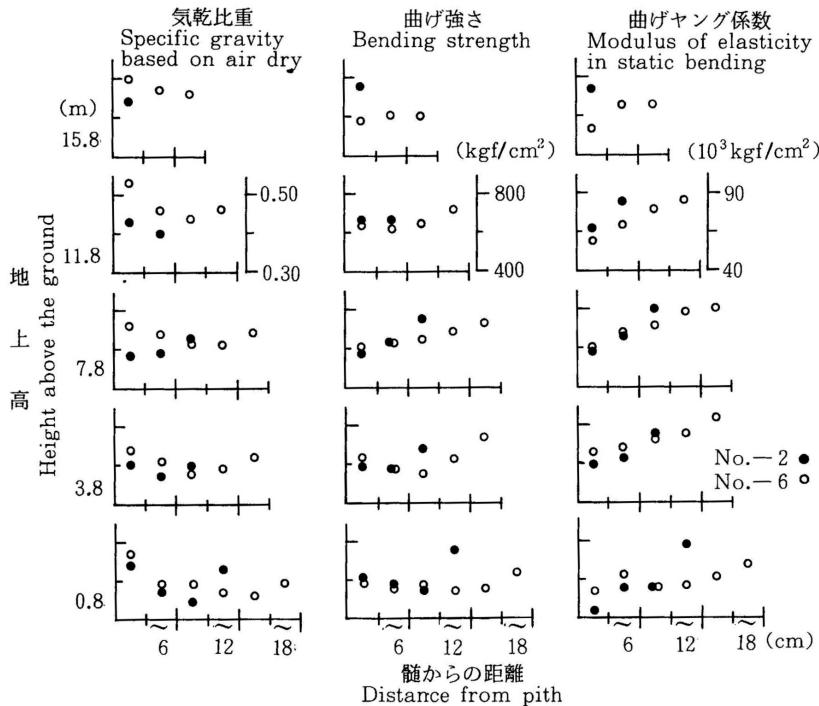 気乾比重
Specific gravity
based on air dry
曲げ強さ
Bending strength
曲げヤング係数
Modulus of elasticity
in static bending
(m)
15.8
(kgf/cm²)
(10³kgf/cm²)
0.50
0.30
800
400
90
40
11.8
地上高
Height above the ground
7.8
3.8
No.－2 ●
No.－6 ○
0.8
～ ～ ～
6 12 18
～ ～ ～
6 12 18
～ ～ ～
6 12 18 (cm)
髄からの距離
Distance from pith